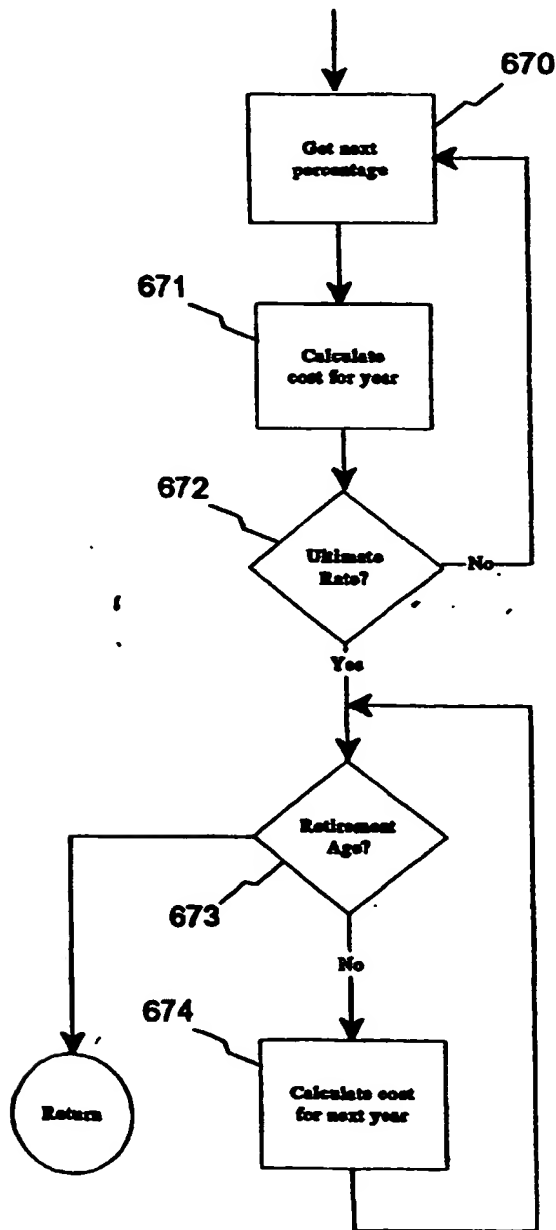 670
Get next
percentage
671
Calculate
cost for year
672
Ultimate
Rate?
No
Yes
Retirement
Age?
673
No
674
Calculate cost
for next year
Return